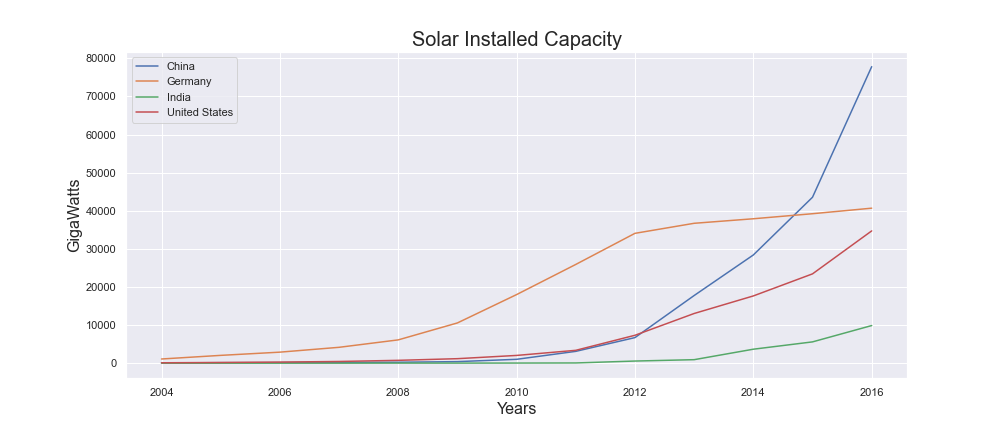 Solar Installed Capacity
China
Germany
India
United States
80000
70000
60000
50000
40000
30000
20000
10000
0
GigaWatts
2004 2006 2008 2010 2012 2014 2016
Years